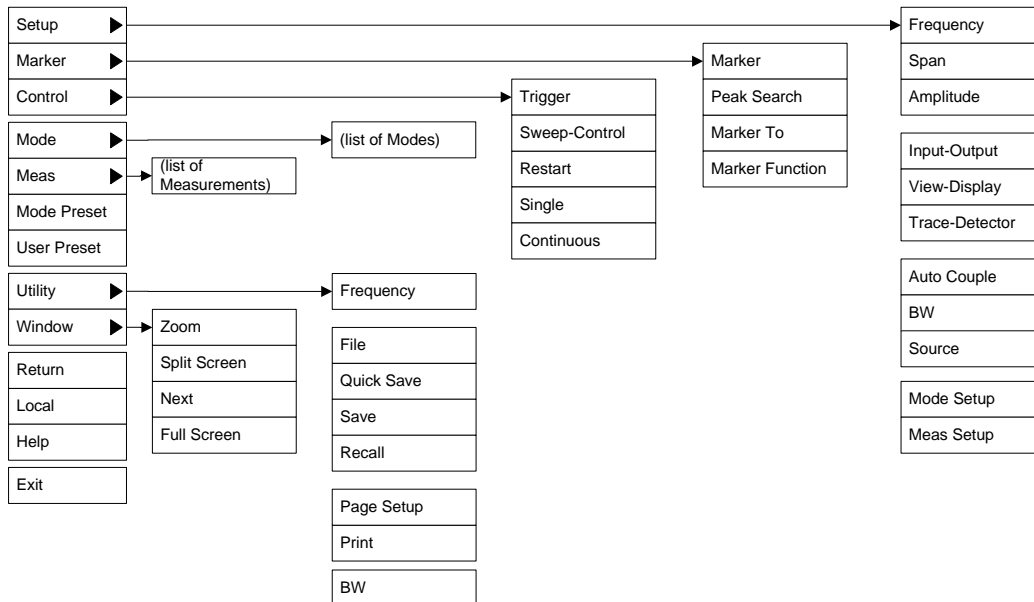 Setup
Marker
Control
Mode
Meas
Mode Preset
User Preset
Utility
Window
Return
Local
Help
Exit
(list of
Measurements)
Zoom
Split Screen
Next
Full Screen
(list of Modes)
Frequency
File
Quick Save
Save
Recall
Page Setup
Print
BW
Trigger
Sweep-Control
Restart
Single
Continuous
Marker
Peak Search
Marker To
Marker Function
Frequency
Span
Amplitude
Input-Output
View-Display
Trace-Detector
Auto Couple
BW
Source
Mode Setup
Meas Setup